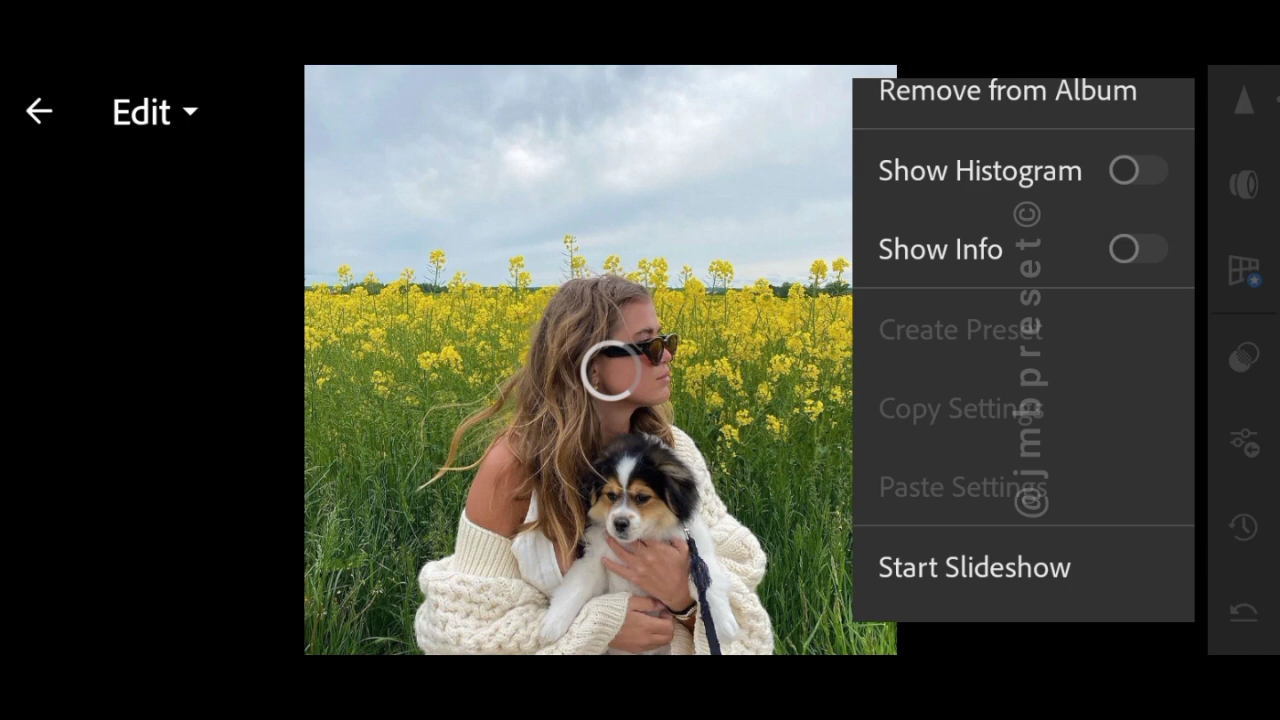 Edit
Remove from Album
Show Histogram
Show Info
Create Preset
Copy Settings
Paste Settings
Start Slideshow
@jmbpreset©